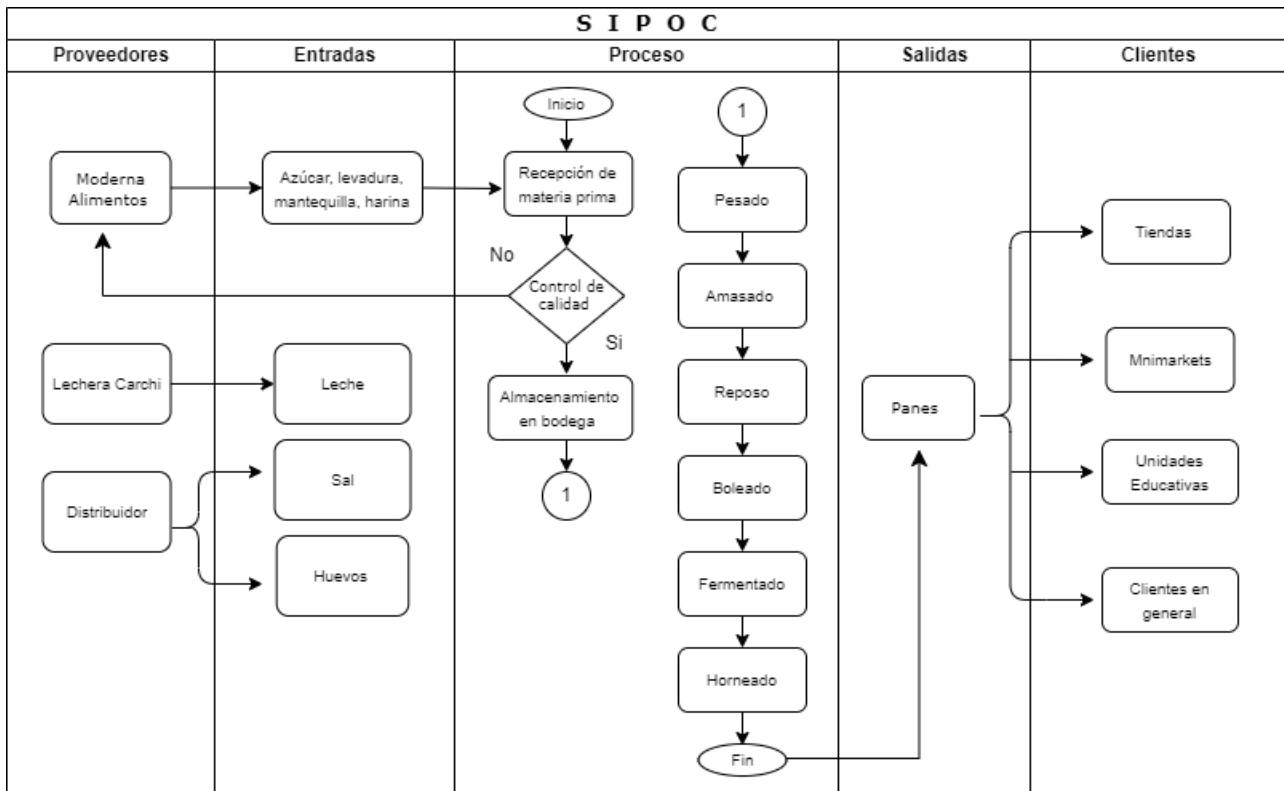 S I P O C
Proveedores
Entradas
Proceso
Salidas
Clientes
Moderna
Alimentos
Lechera Carchi
Distribuidor
Azúcar, levadura,
mantequilla, harina
Leche
Sal
Huevos
Inicio
Recepción de
materia prima
No
Control de
calidad
Si
Almacenamiento
en bodega
1
1
Pesado
Amasado
Reposo
Boleado
Fermentado
Horneado
Fin
Panes
Tiendas
Mnimarkets
Unidades
Educativas
Clientes en
general